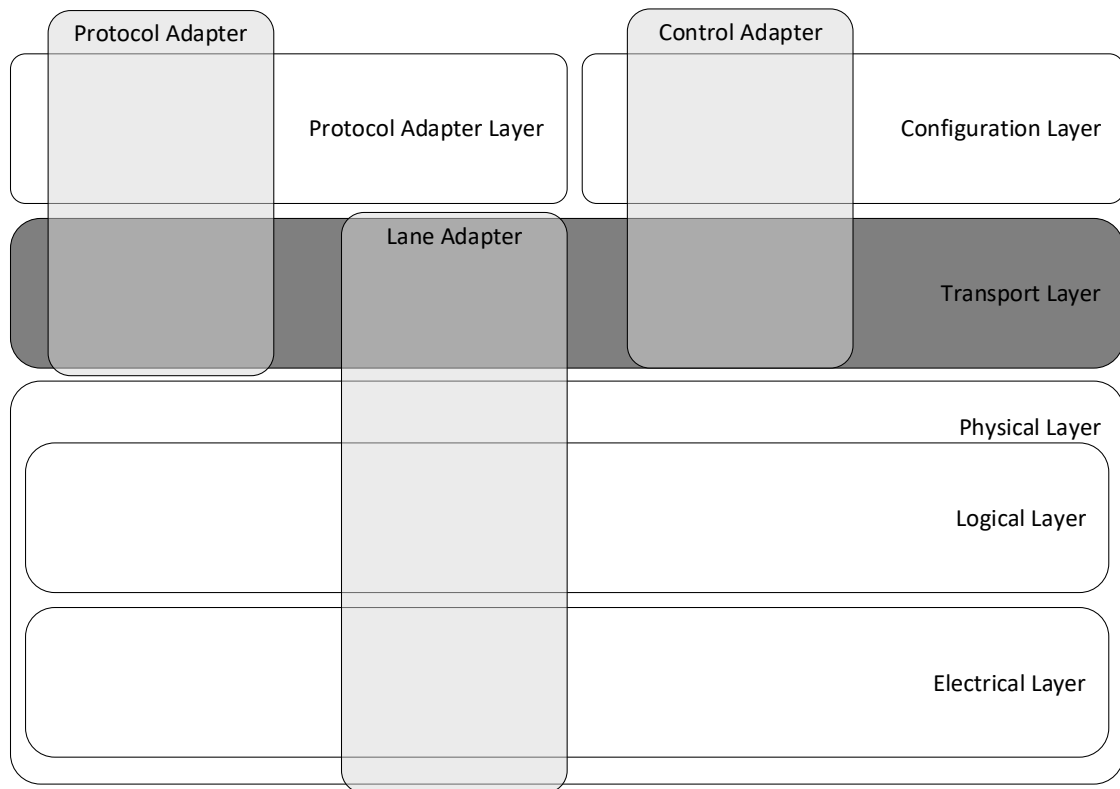 Protocol Adapter
Control Adapter
Protocol Adapter Layer
Configuration Layer
Lane Adapter
Transport Layer
Physical Layer
Logical Layer
Electrical Layer